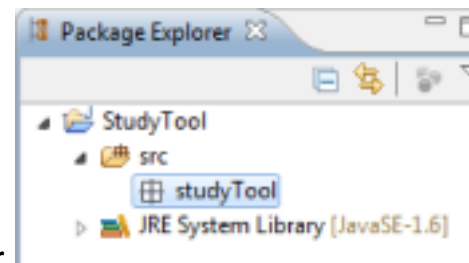 Package Explorer
StudyTool
src
studyTool
JRE System Library [JavaSE-1.6]
r